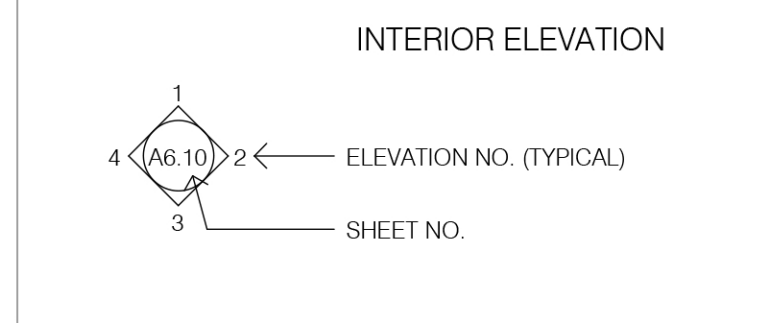 INTERIOR ELEVATION
1
4 A6.10 2 ELEVATION NO. (TYPICAL)
3
SHEET NO.